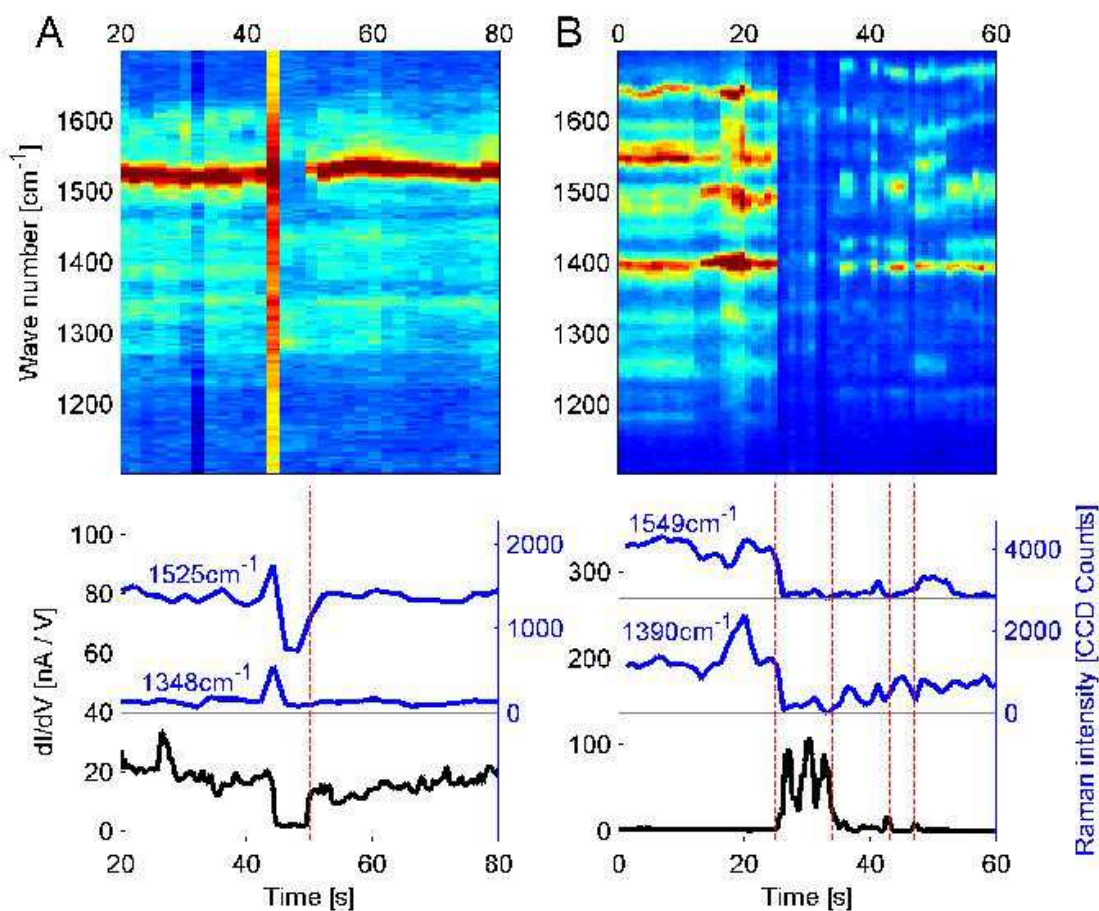 A
B
20 40 60 80
0 20 40 60
Wave number [cm-1]
1600
1500
1400
1300
1200
1600
1500
1400
1300
1200
dI/dV [nA / V]
100
80
60
40
20
0
1525cm-1
1348cm-1
2000
1000
0
300
200
100
0
1549cm-1
1390cm-1
4000
2000
0
Raman intensity [CCD Counts]
20 40 60 80
0 20 40 60
Time [s]
Time [s]